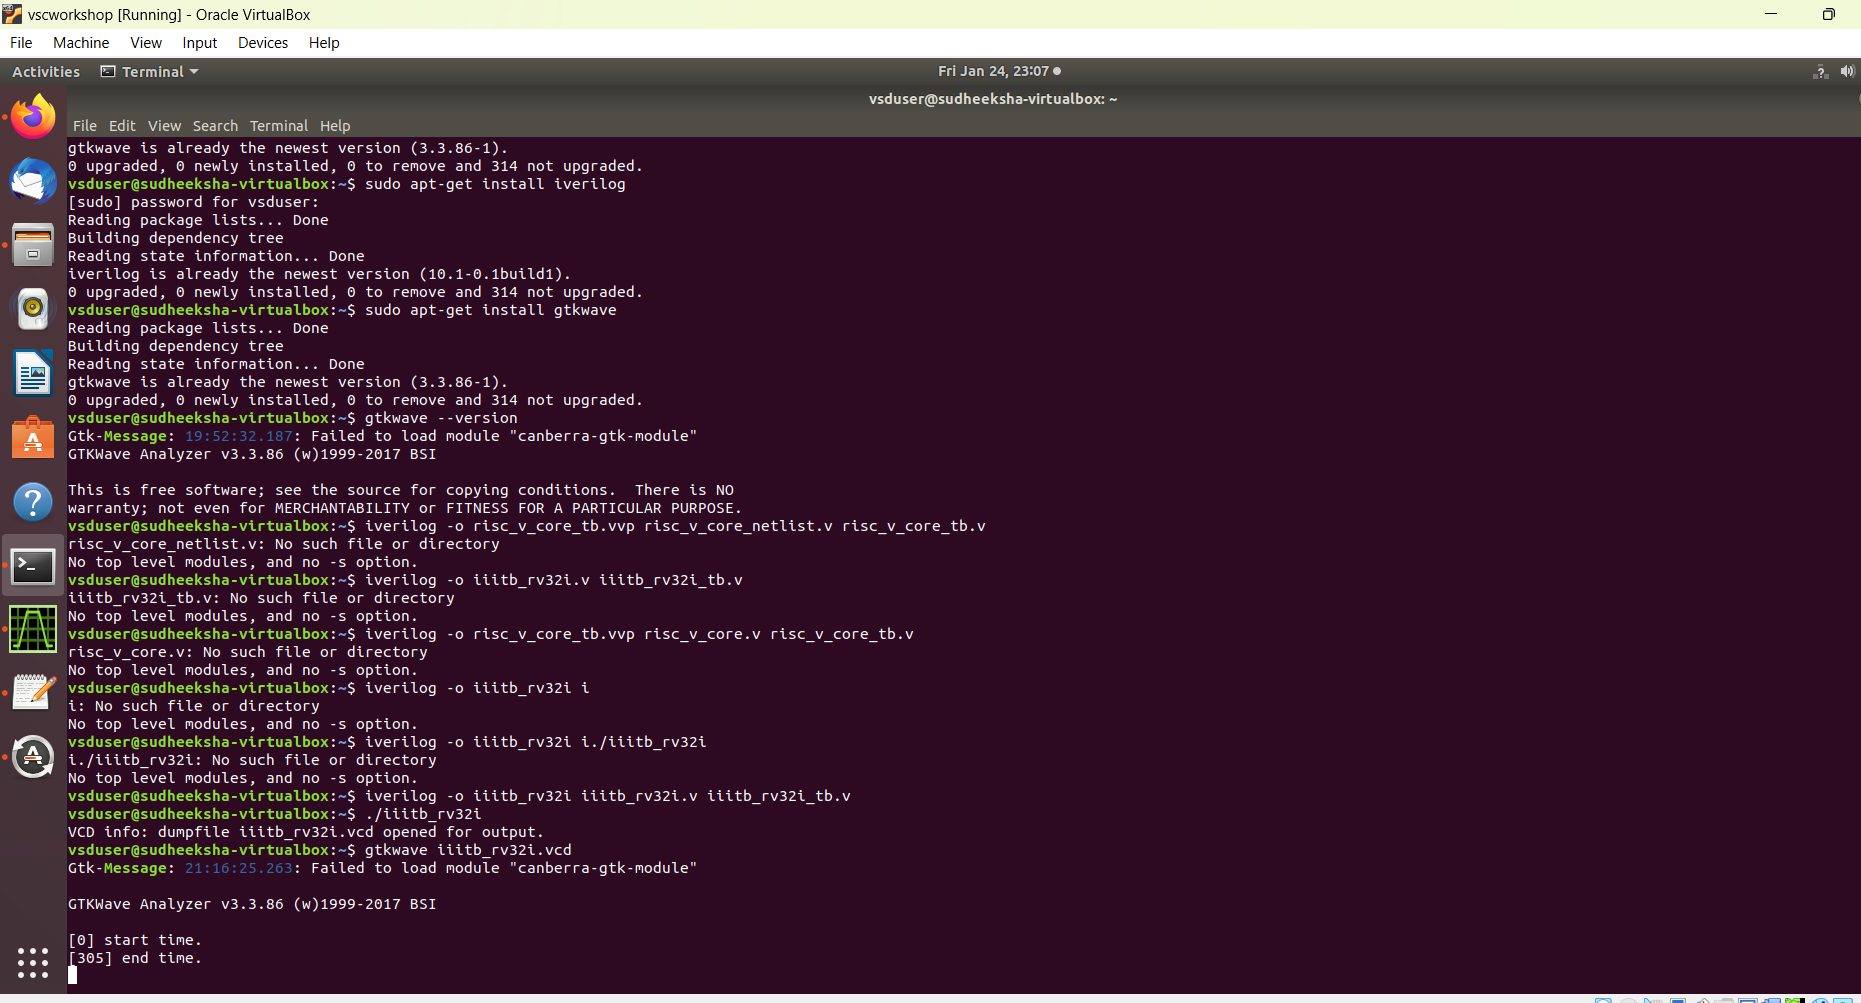 vscworkshop [Running] - Oracle VirtualBox
File Machine View Input Devices Help
Activities Terminal Fri Jan 24, 23:07
vsduser@sudheeksha-virtualbox: ~
File Edit View Search Terminal Help
gtkwave is already the newest version (3.3.86-1).
0 upgraded, 0 newly installed, 0 to remove and 314 not upgraded.
vsduser@sudheeksha-virtualbox:~$ sudo apt-get install iverilog
[sudo] password for vsduser:
Reading package lists... Done
Building dependency tree
Reading state information... Done
iverilog is already the newest version (10.1-0.1build1).
0 upgraded, 0 newly installed, 0 to remove and 314 not upgraded.
vsduser@sudheeksha-virtualbox:~$ sudo apt-get install gtkwave
Reading package lists... Done
Building dependency tree
Reading state information... Done
gtkwave is already the newest version (3.3.86-1).
0 upgraded, 0 newly installed, 0 to remove and 314 not upgraded.
vsduser@sudheeksha-virtualbox:~$ gtkwave --version
Gtk-Message: 19:52:32.187: Failed to load module "canberra-gtk-module"
GTKWave Analyzer v3.3.86 (w)1999-2017 BSI
This is free software; see the source for copying conditions.  There is NO
warranty; not even for MERCHANTABILITY or FITNESS FOR A PARTICULAR PURPOSE.
vsduser@sudheeksha-virtualbox:~$ iverilog -o risc_v_core_tb.vvp risc_v_core_netlist.v risc_v_core_tb.v
risc_v_core_netlist.v: No such file or directory
No top level modules, and no -s option.
vsduser@sudheeksha-virtualbox:~$ iverilog -o iiitb_rv32i.v iiitb_rv32i_tb.v
iiitb_rv32i_tb.v: No such file or directory
No top level modules, and no -s option.
vsduser@sudheeksha-virtualbox:~$ iverilog -o risc_v_core_tb.vvp risc_v_core.v risc_v_core_tb.v
risc_v_core.v: No such file or directory
No top level modules, and no -s option.
vsduser@sudheeksha-virtualbox:~$ iverilog -o iiitb_rv32i i
i: No such file or directory
No top level modules, and no -s option.
vsduser@sudheeksha-virtualbox:~$ iverilog -o iiitb_rv32i i./iiitb_rv32i
i./iiitb_rv32i: No such file or directory
No top level modules, and no -s option.
vsduser@sudheeksha-virtualbox:~$ iverilog -o iiitb_rv32i iiitb_rv32i.v iiitb_rv32i_tb.v
vsduser@sudheeksha-virtualbox:~$ ./iiitb_rv32i
VCD info: dumpfile iiitb_rv32i.vcd opened for output.
vsduser@sudheeksha-virtualbox:~$ gtkwave iiitb_rv32i.vcd
Gtk-Message: 21:16:25.263: Failed to load module "canberra-gtk-module"
GTKWave Analyzer v3.3.86 (w)1999-2017 BSI
[0] start time.
[305] end time.